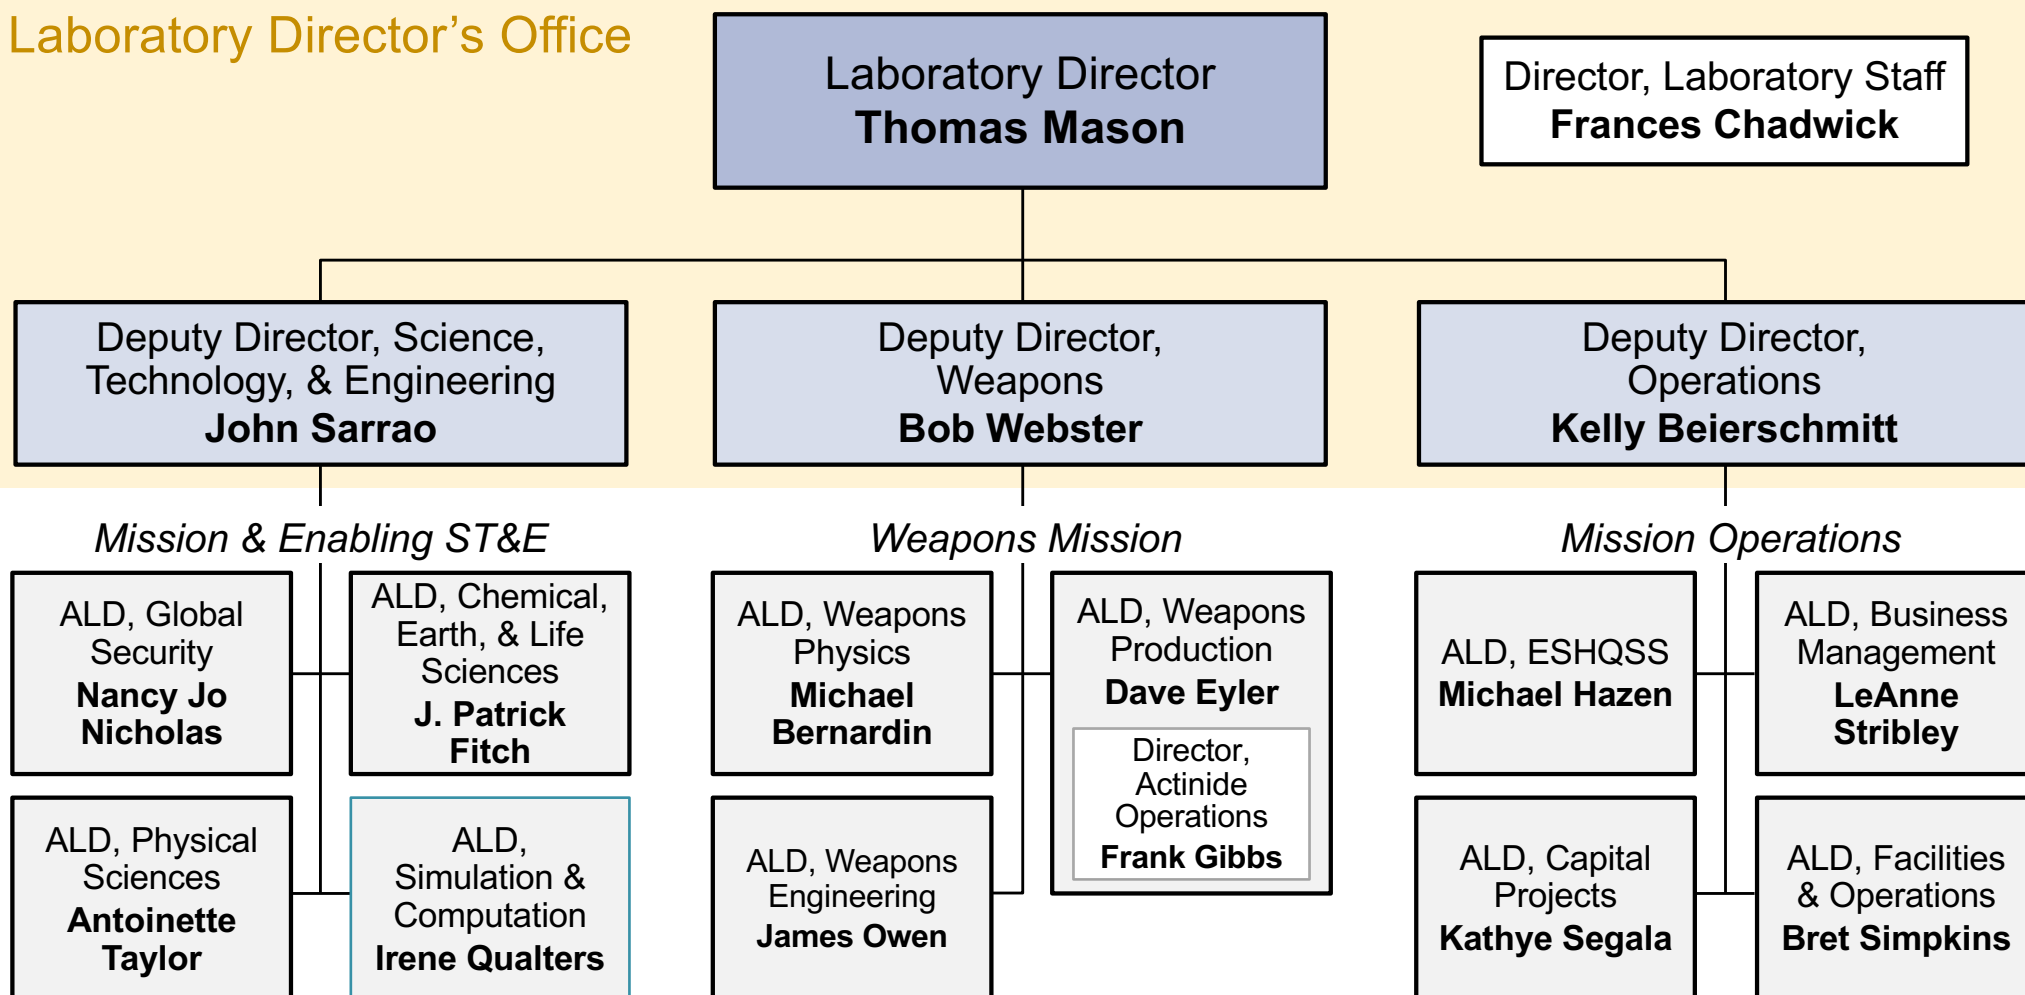 Laboratory Director’s Office
Laboratory Director
Thomas Mason
Director, Laboratory Staff
Frances Chadwick
Deputy Director, Science,
Technology, & Engineering
John Sarrao
Deputy Director,
Weapons
Bob Webster
Deputy Director,
Operations
Kelly Beierschmitt
Mission & Enabling ST&E
Weapons Mission
Mission Operations
ALD, Global
Security
Nancy Jo
Nicholas
ALD, Chemical,
Earth, & Life
Sciences
J. Patrick
Fitch
ALD, Physical
Sciences
Antoinette
Taylor
ALD,
Simulation &
Computation
Irene Qualters
ALD, Weapons
Physics
Michael
Bernardin
ALD, Weapons
Production
Dave Eyler
Director,
Actinide
Operations
Frank Gibbs
ALD, Weapons
Engineering
James Owen
ALD, ESHQSS
Michael Hazen
ALD, Business
Management
LeAnne
Stribley
ALD, Capital
Projects
Kathye Segala
ALD, Facilities
& Operations
Bret Simpkins